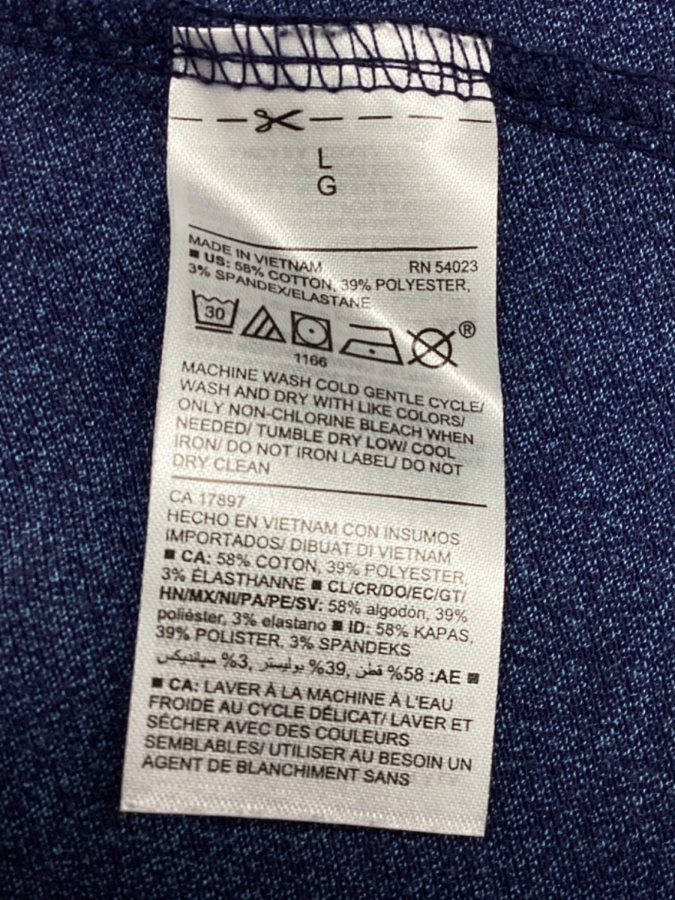 L
G
MADE IN VIETNAM RN 54023
■ US: 58% COTTON, 39% POLYESTER,
3% SPANDEX/ELASTANE
30
®
1166
MACHINE WASH COLD GENTLE CYCLE/
WASH AND DRY WITH LIKE COLORS/
ONLY NON-CHLORINE BLEACH WHEN
NEEDED/ TUMBLE DRY LOW/ COOL
IRON/ DO NOT IRON LABEL/ DO NOT
DRY CLEAN
CA 17897
HECHO EN VIETNAM CON INSUMOS
IMPORTADOS/ DIBUAT DI VIETNAM
■ CA: 58% COTON, 39% POLYESTER,
3% ÉLASTHANNE ■ CL/CR/DO/EC/GT/
HN/MX/NI/PA/PE/SV: 58% algodón, 39%
poliéster, 3% elastano ■ ID: 58% KAPAS,
39% POLISTER, 3% SPANDEKS
■ AE: 58% قطن, 39% بوليستر, 3% سپانديكس
■ CA: LAVER À LA MACHINE À L'EAU
FROIDE AU CYCLE DÉLICAT/ LAVER ET
SÉCHER AVEC DES COULEURS
SEMBLABLES/ UTILISER AU BESOIN UN
AGENT DE BLANCHIMENT SANS